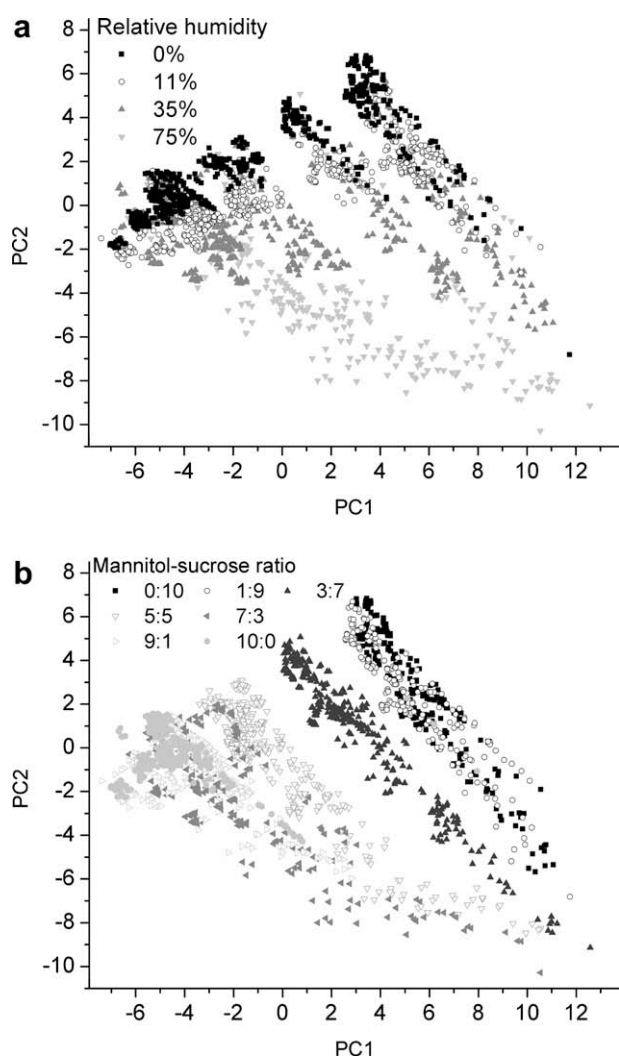 a
Relative humidity
0%
11%
35%
75%
8
6
4
2
0
-2
-4
-6
-8
-10
PC2
-6 -4 -2 0 2 4 6 8 10 12
PC1
b
Mannitol-sucrose ratio
0:10 1:9 3:7
5:5 7:3
9:1 10:0
8
6
4
2
0
-2
-4
-6
-8
-10
PC2
-6 -4 -2 0 2 4 6 8 10 12
PC1